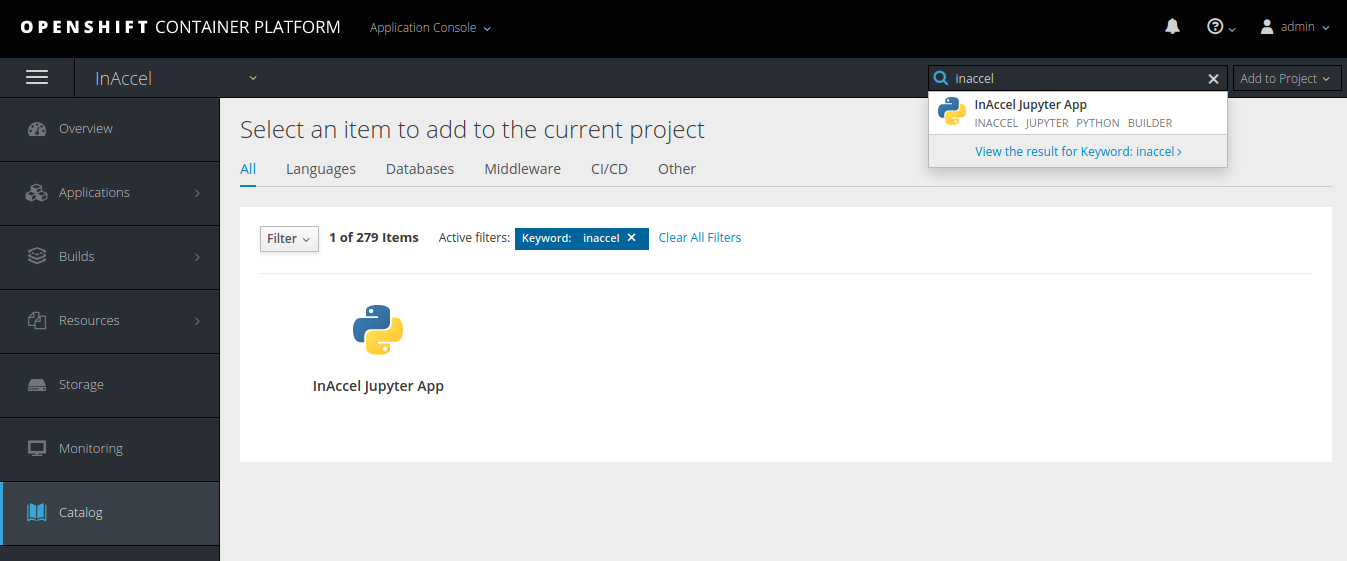 OPENSHIFT CONTAINER PLATFORM Application Console admin
InAccel inaccel Add to Project
InAccel Jupyter App
INACCEL JUPYTER PYTHON BUILDER
View the result for Keyword: inaccel
Overview
Applications
Builds
Resources
Storage
Monitoring
Catalog
Select an item to add to the current project
All Languages Databases Middleware CI/CD Other
Filter 1 of 279 Items Active filters: Keyword: inaccel Clear All Filters
InAccel Jupyter App